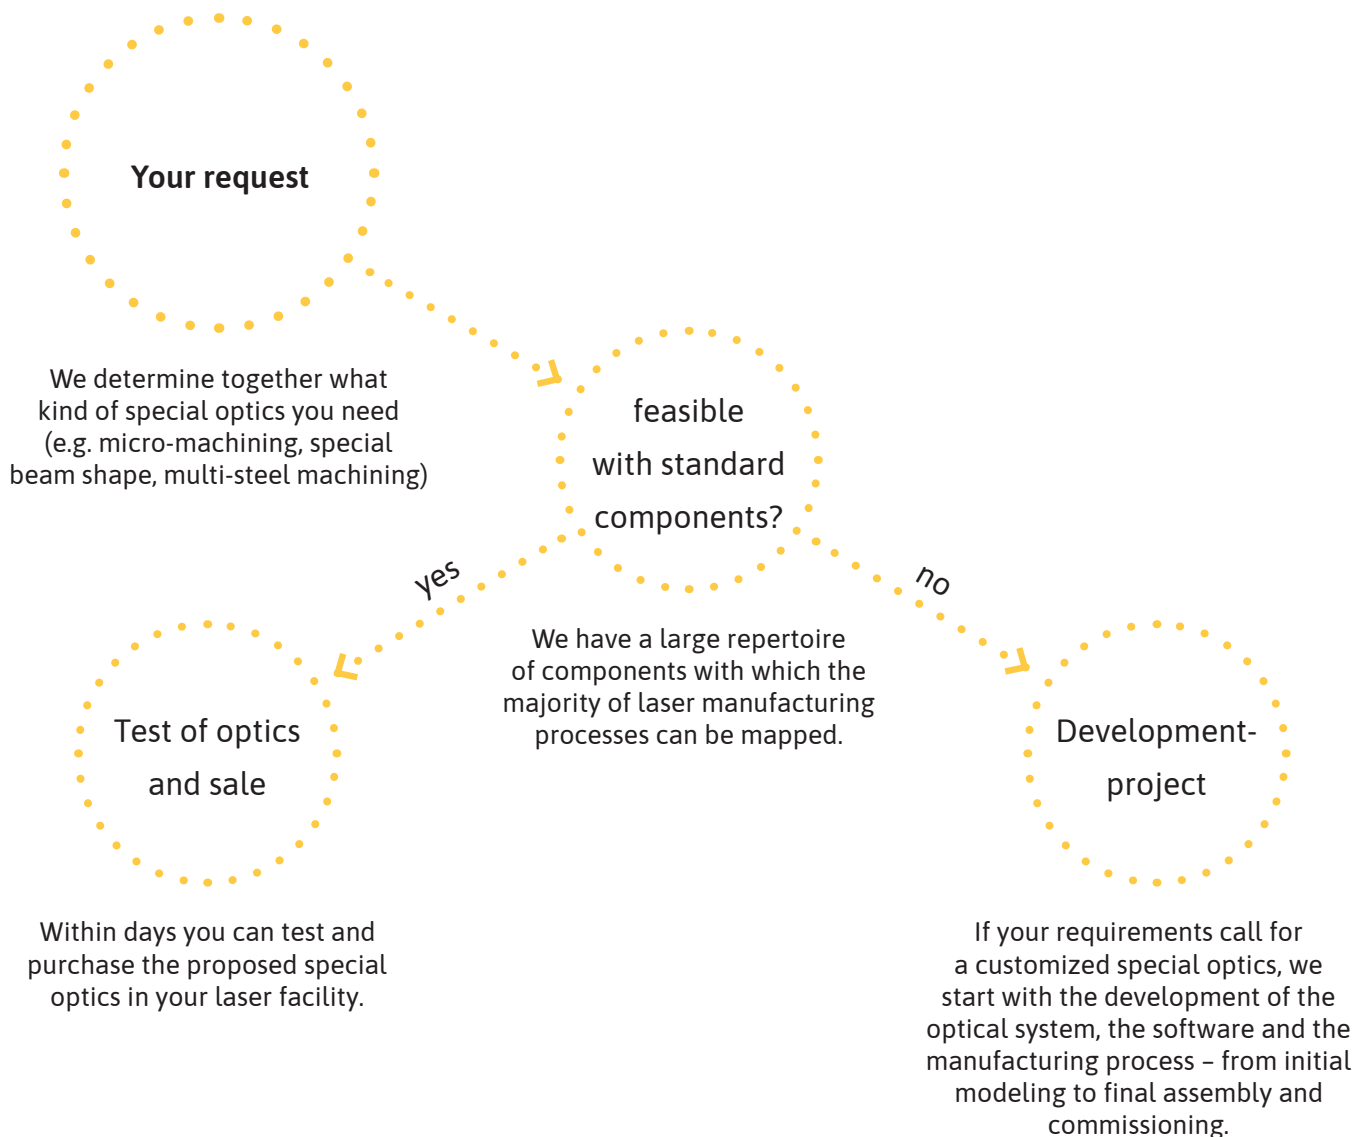 Your request
We determine together what
kind of special optics you need
(e.g. micro-machining, special
beam shape, multi-steel machining)
feasible
with standard
components?
We have a large repertoire
of components with which the
majority of laser manufacturing
processes can be mapped.
yes
no
Test of optics
and sale
Within days you can test and
purchase the proposed special
optics in your laser facility.
Development-
project
If your requirements call for
a customized special optics, we
start with the development of the
optical system, the software and the
manufacturing process – from initial
modeling to final assembly and
commissioning.